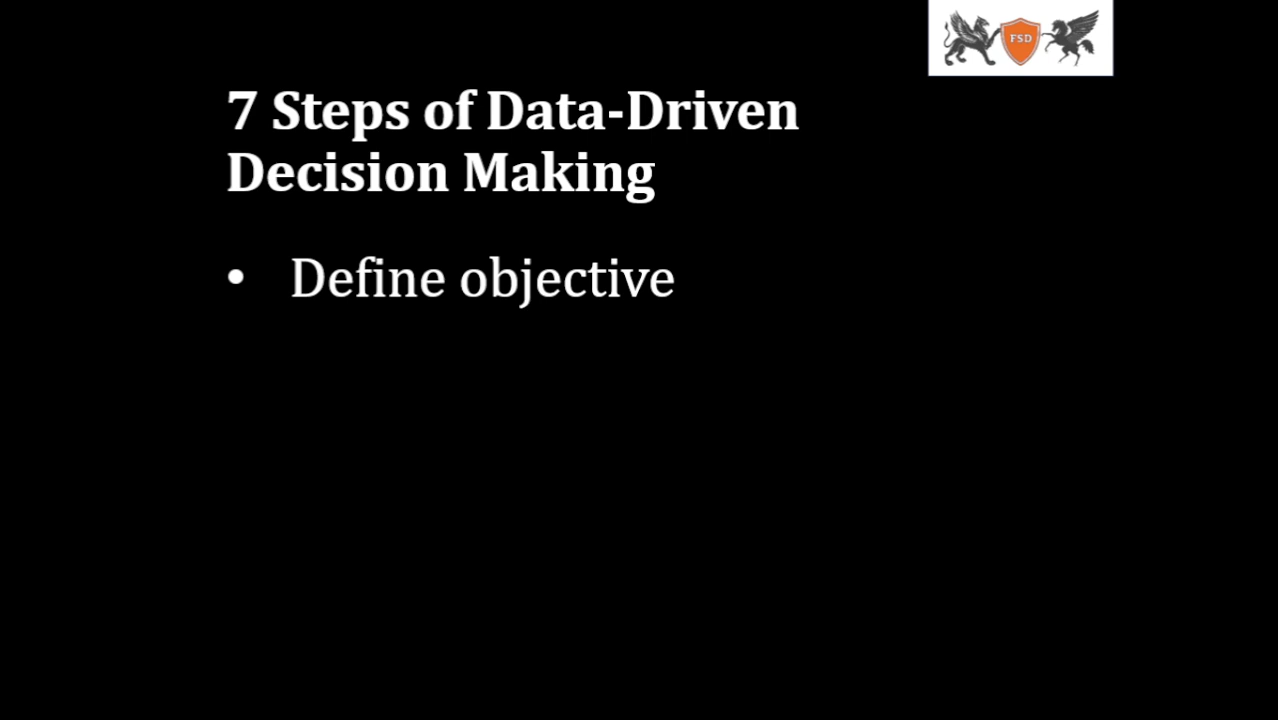 FSD
7 Steps of Data-Driven
Decision Making
• Define objective